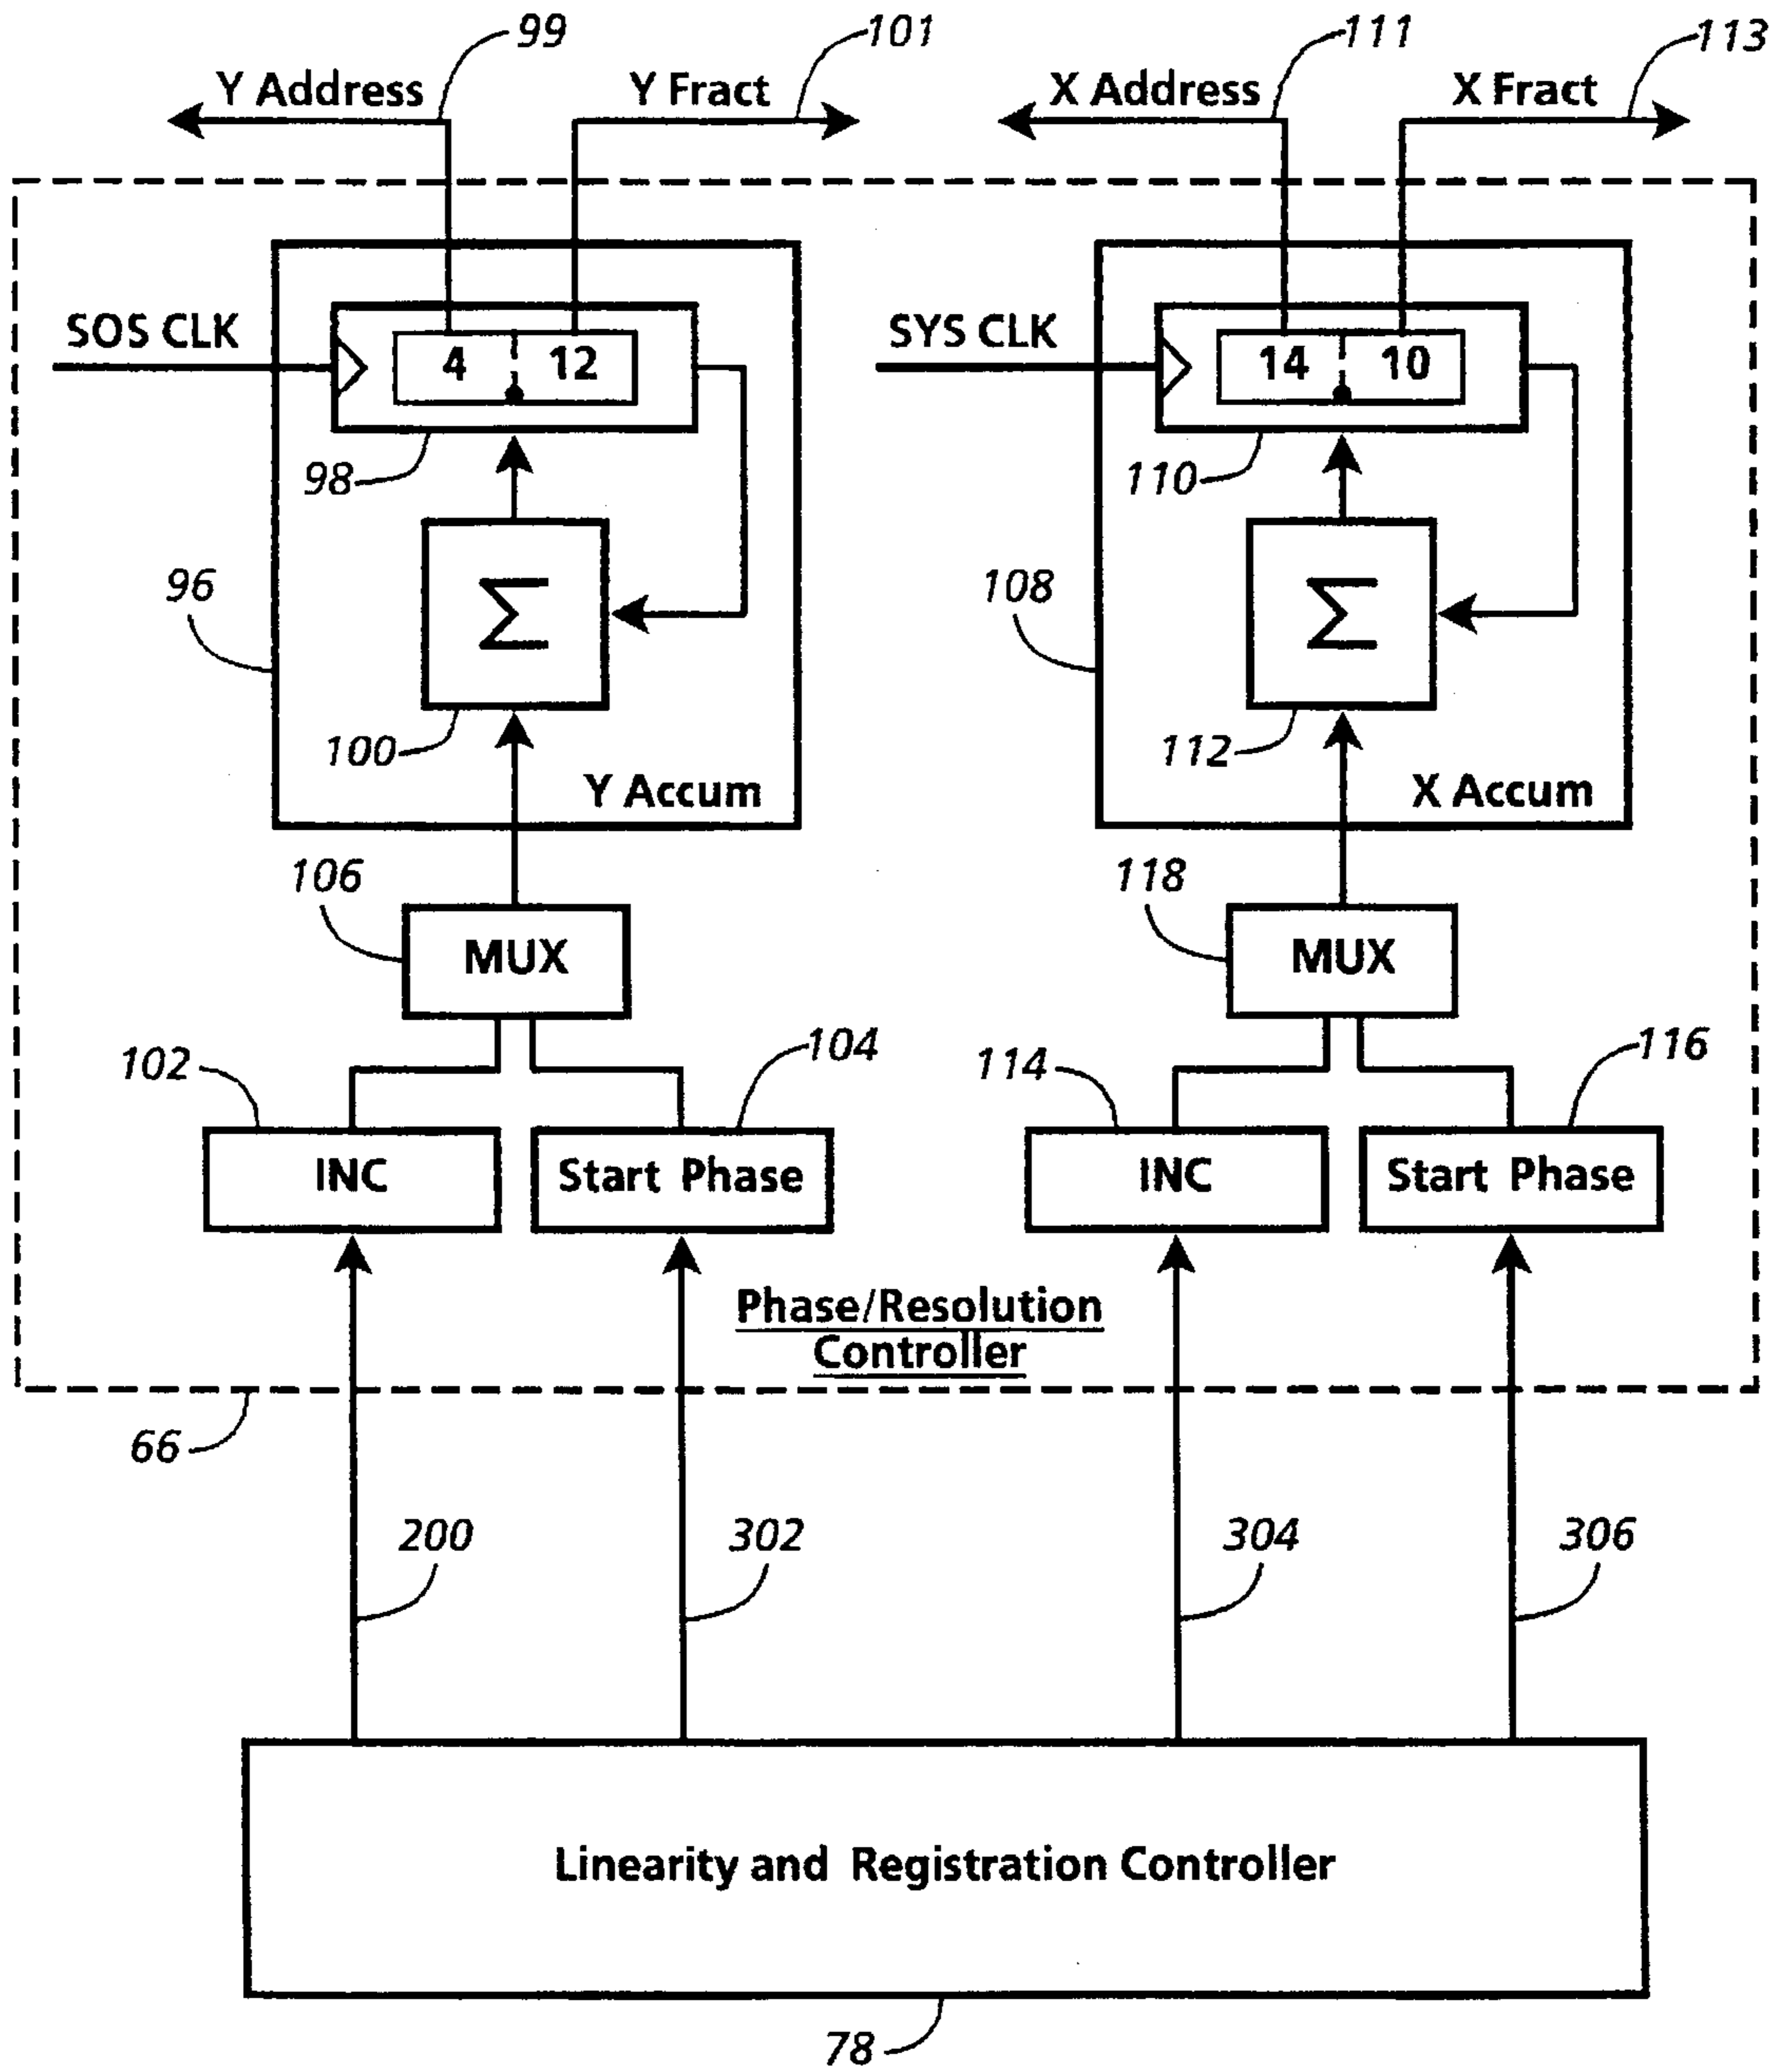 99
101
111
113
Y Address
Y Fract
X Address
X Fract
SOS CLK
4
12
SYS CLK
14
10
98
110
96
Σ
108
Σ
100
112
Y Accum
X Accum
106
118
MUX
MUX
102
104
114
116
INC
Start Phase
INC
Start Phase
Phase/Resolution
Controller
66
200
302
304
306
Linearity and Registration Controller
78